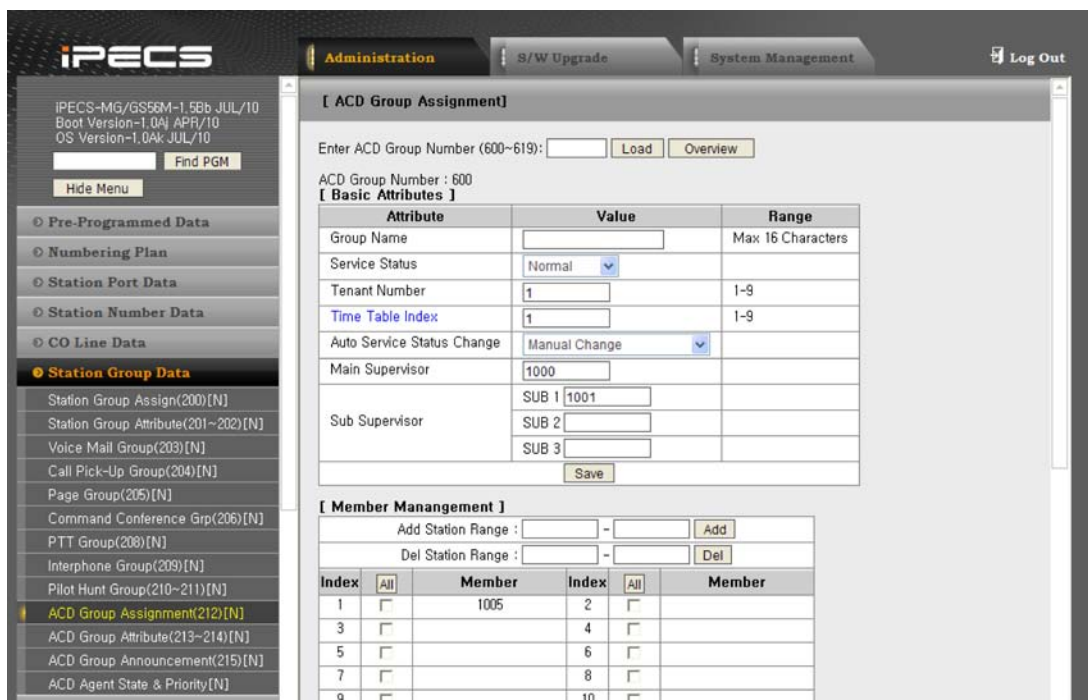 iPECS
Administration
S/W Upgrade
System Management
Log Out
iPECS-MG/GS56M-1.5Bb JUL/10
Boot Version-1.0Aj APR/10
OS Version-1.0Ak JUL/10
Find PGM
Hide Menu
Pre-Programmed Data
Numbering Plan
Station Port Data
Station Number Data
CO Line Data
Station Group Data
Station Group Assign(200)[N]
Station Group Attribute(201~202)[N]
Voice Mail Group(203)[N]
Call Pick-Up Group(204)[N]
Page Group(205)[N]
Command Conference Grp(206)[N]
PTT Group(208)[N]
Interphone Group(209)[N]
Pilot Hunt Group(210~211)[N]
ACD Group Assignment(212)[N]
ACD Group Attribute(213~214)[N]
ACD Group Announcement(215)[N]
ACD Agent State & Priority[N]
[ ACD Group Assignment]
Enter ACD Group Number (600~619): Load Overview
ACD Group Number : 600
[ Basic Attributes ]
Attribute Value Range
Group Name Max 16 Characters
Service Status Normal
Tenant Number 1 1-9
Time Table Index 1 1-9
Auto Service Status Change Manual Change
Main Supervisor 1000
Sub Supervisor
SUB 1 1001
SUB 2
SUB 3
Save
[ Member Manangement ]
Add Station Range : - Add
Del Station Range : - Del
Index All Member Index All Member
1 1005 2
3 4
5 6
7 8
9 10